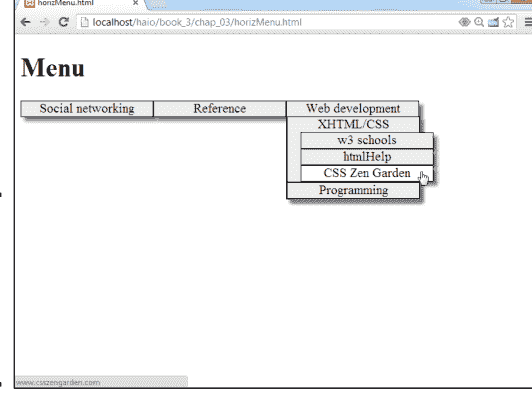 horizMenu.html
localhost/haio/book_3/chap_03/horizMenu.html
Menu
Social networking Reference Web development
XHTML/CSS
w3 schools
htmlHelp
CSS Zen Garden
Programming
www.csszengarden.com